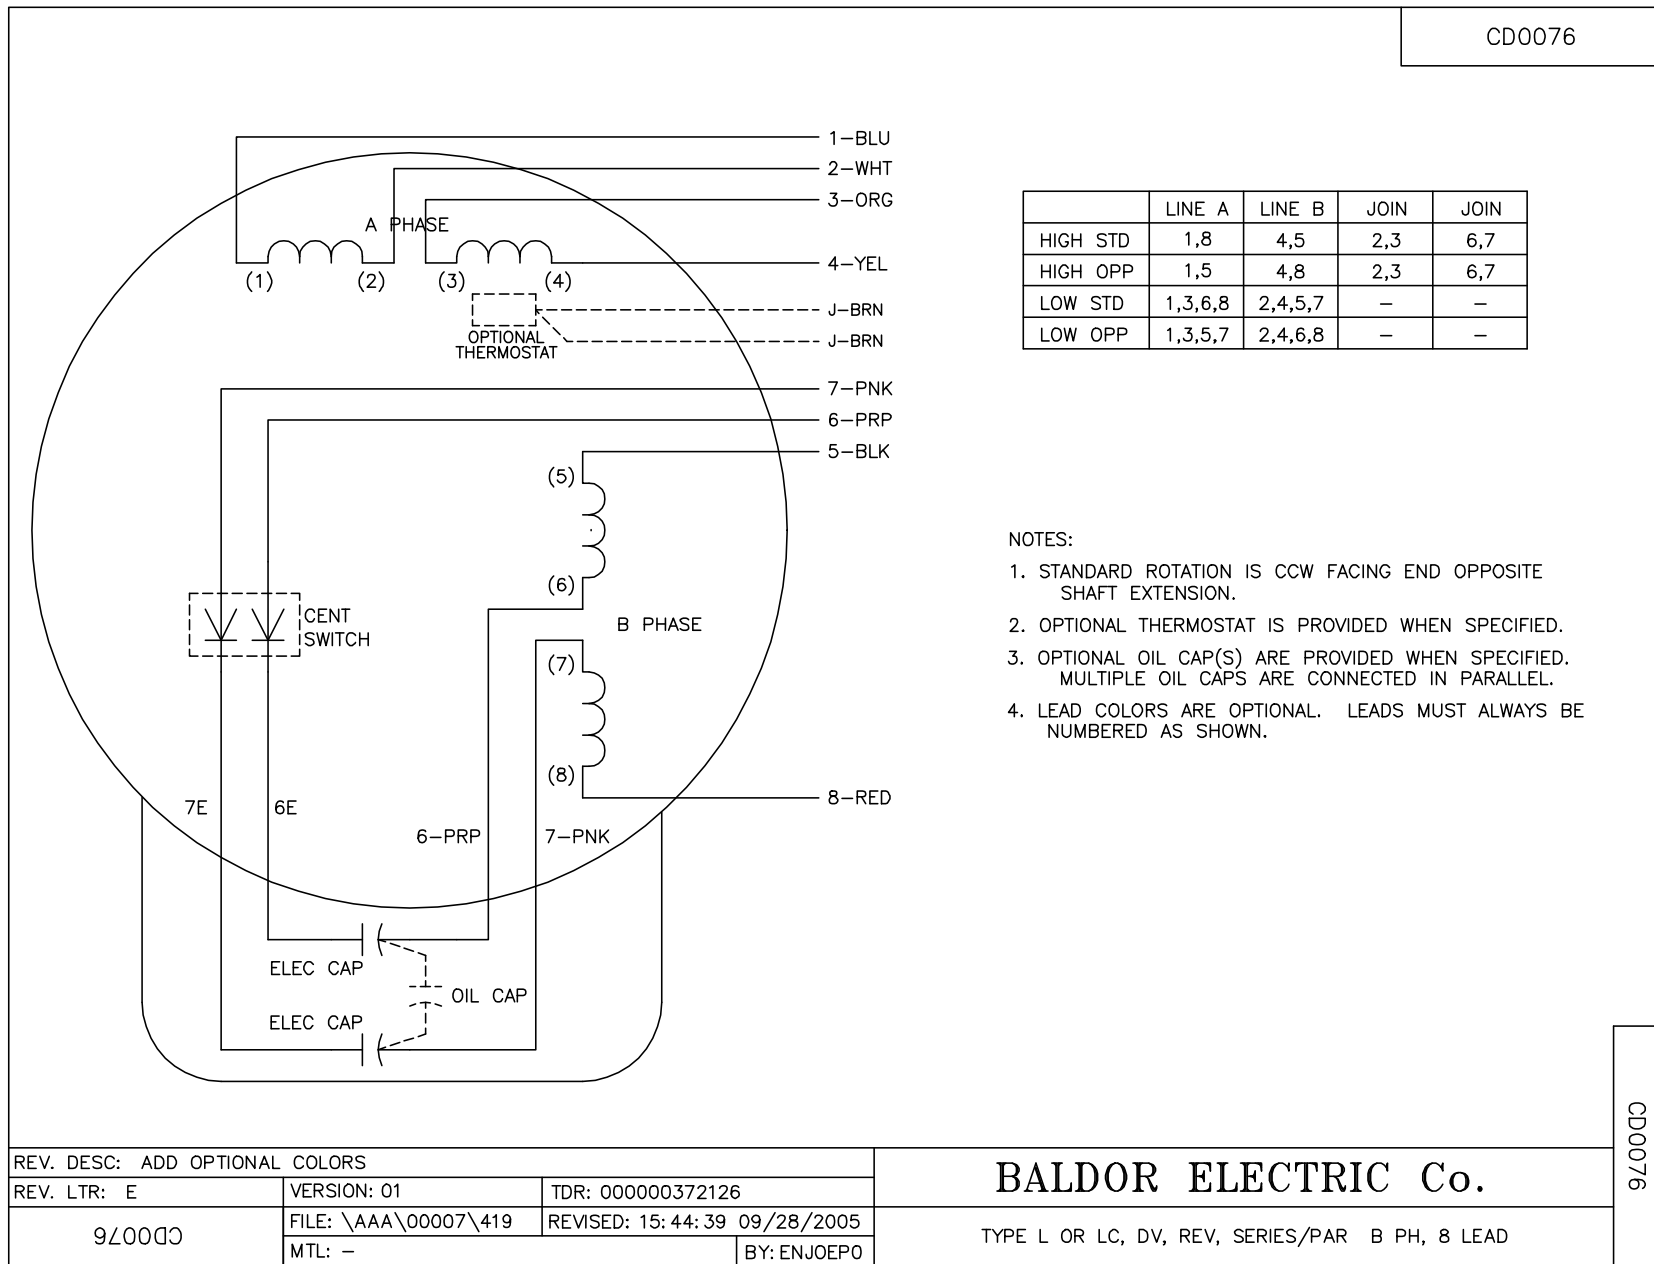 CD0076
1-BLU
2-WHT
3-ORG
A PHASE
4-YEL
(1) (2) (3) (4)
J-BRN
OPTIONAL
THERMOSTAT
J-BRN
7-PNK
6-PRP
5-BLK
(5)
(6)
CENT
SWITCH
B PHASE
(7)
(8)
8-RED
7E 6E
6-PRP 7-PNK
ELEC CAP
OIL CAP
ELEC CAP
LINE A LINE B JOIN JOIN
HIGH STD 1,8 4,5 2,3 6,7
HIGH OPP 1,5 4,8 2,3 6,7
LOW STD 1,3,6,8 2,4,5,7 – –
LOW OPP 1,3,5,7 2,4,6,8 – –
NOTES:
1. STANDARD ROTATION IS CCW FACING END OPPOSITE
SHAFT EXTENSION.
2. OPTIONAL THERMOSTAT IS PROVIDED WHEN SPECIFIED.
3. OPTIONAL OIL CAP(S) ARE PROVIDED WHEN SPECIFIED.
MULTIPLE OIL CAPS ARE CONNECTED IN PARALLEL.
4. LEAD COLORS ARE OPTIONAL. LEADS MUST ALWAYS BE
NUMBERED AS SHOWN.
CD0076
REV. DESC: ADD OPTIONAL COLORS
REV. LTR: E VERSION: 01 TDR: 000000372126
CD0076
FILE: \AAA\00007\419 REVISED: 15:44:39 09/28/2005
MTL: – BY: ENJOEP0
BALDOR ELECTRIC Co.
TYPE L OR LC, DV, REV, SERIES/PAR B PH, 8 LEAD